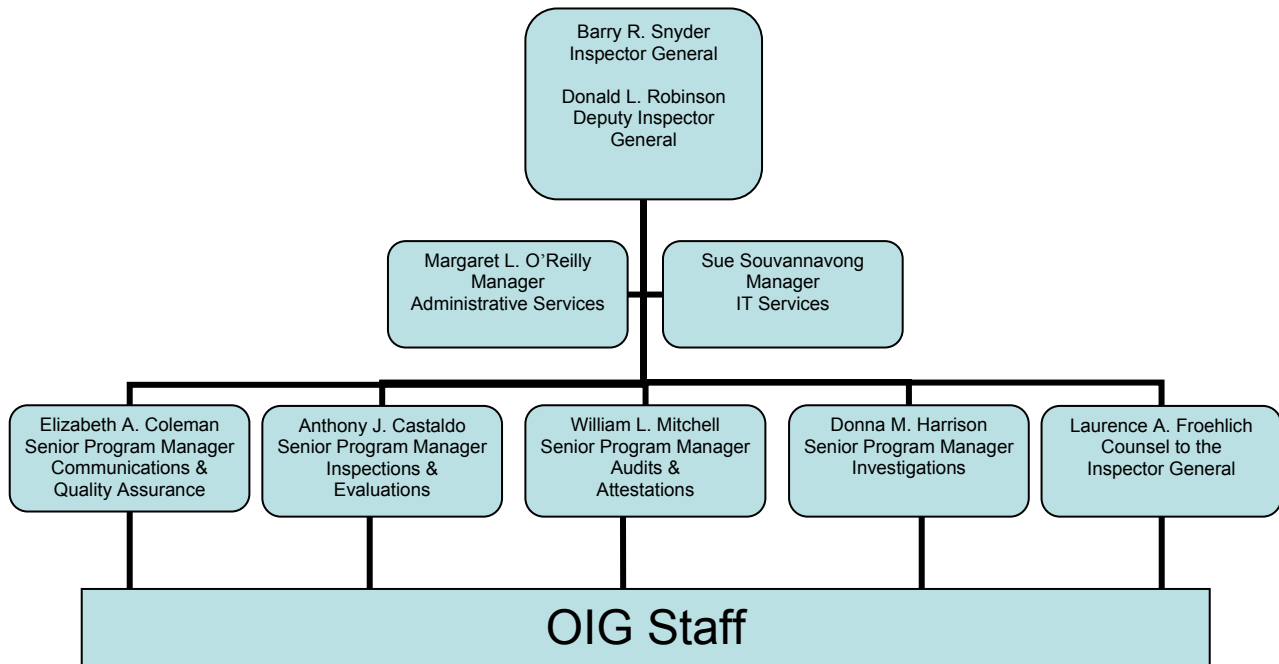 Barry R. Snyder
Inspector General
Donald L. Robinson
Deputy Inspector
General
Margaret L. O’Reilly
Manager
Administrative Services
Sue Souvannavong
Manager
IT Services
Elizabeth A. Coleman
Senior Program Manager
Communications &
Quality Assurance
Anthony J. Castaldo
Senior Program Manager
Inspections &
Evaluations
William L. Mitchell
Senior Program Manager
Audits &
Attestations
Donna M. Harrison
Senior Program Manager
Investigations
Laurence A. Froehlich
Counsel to the
Inspector General
OIG Staff